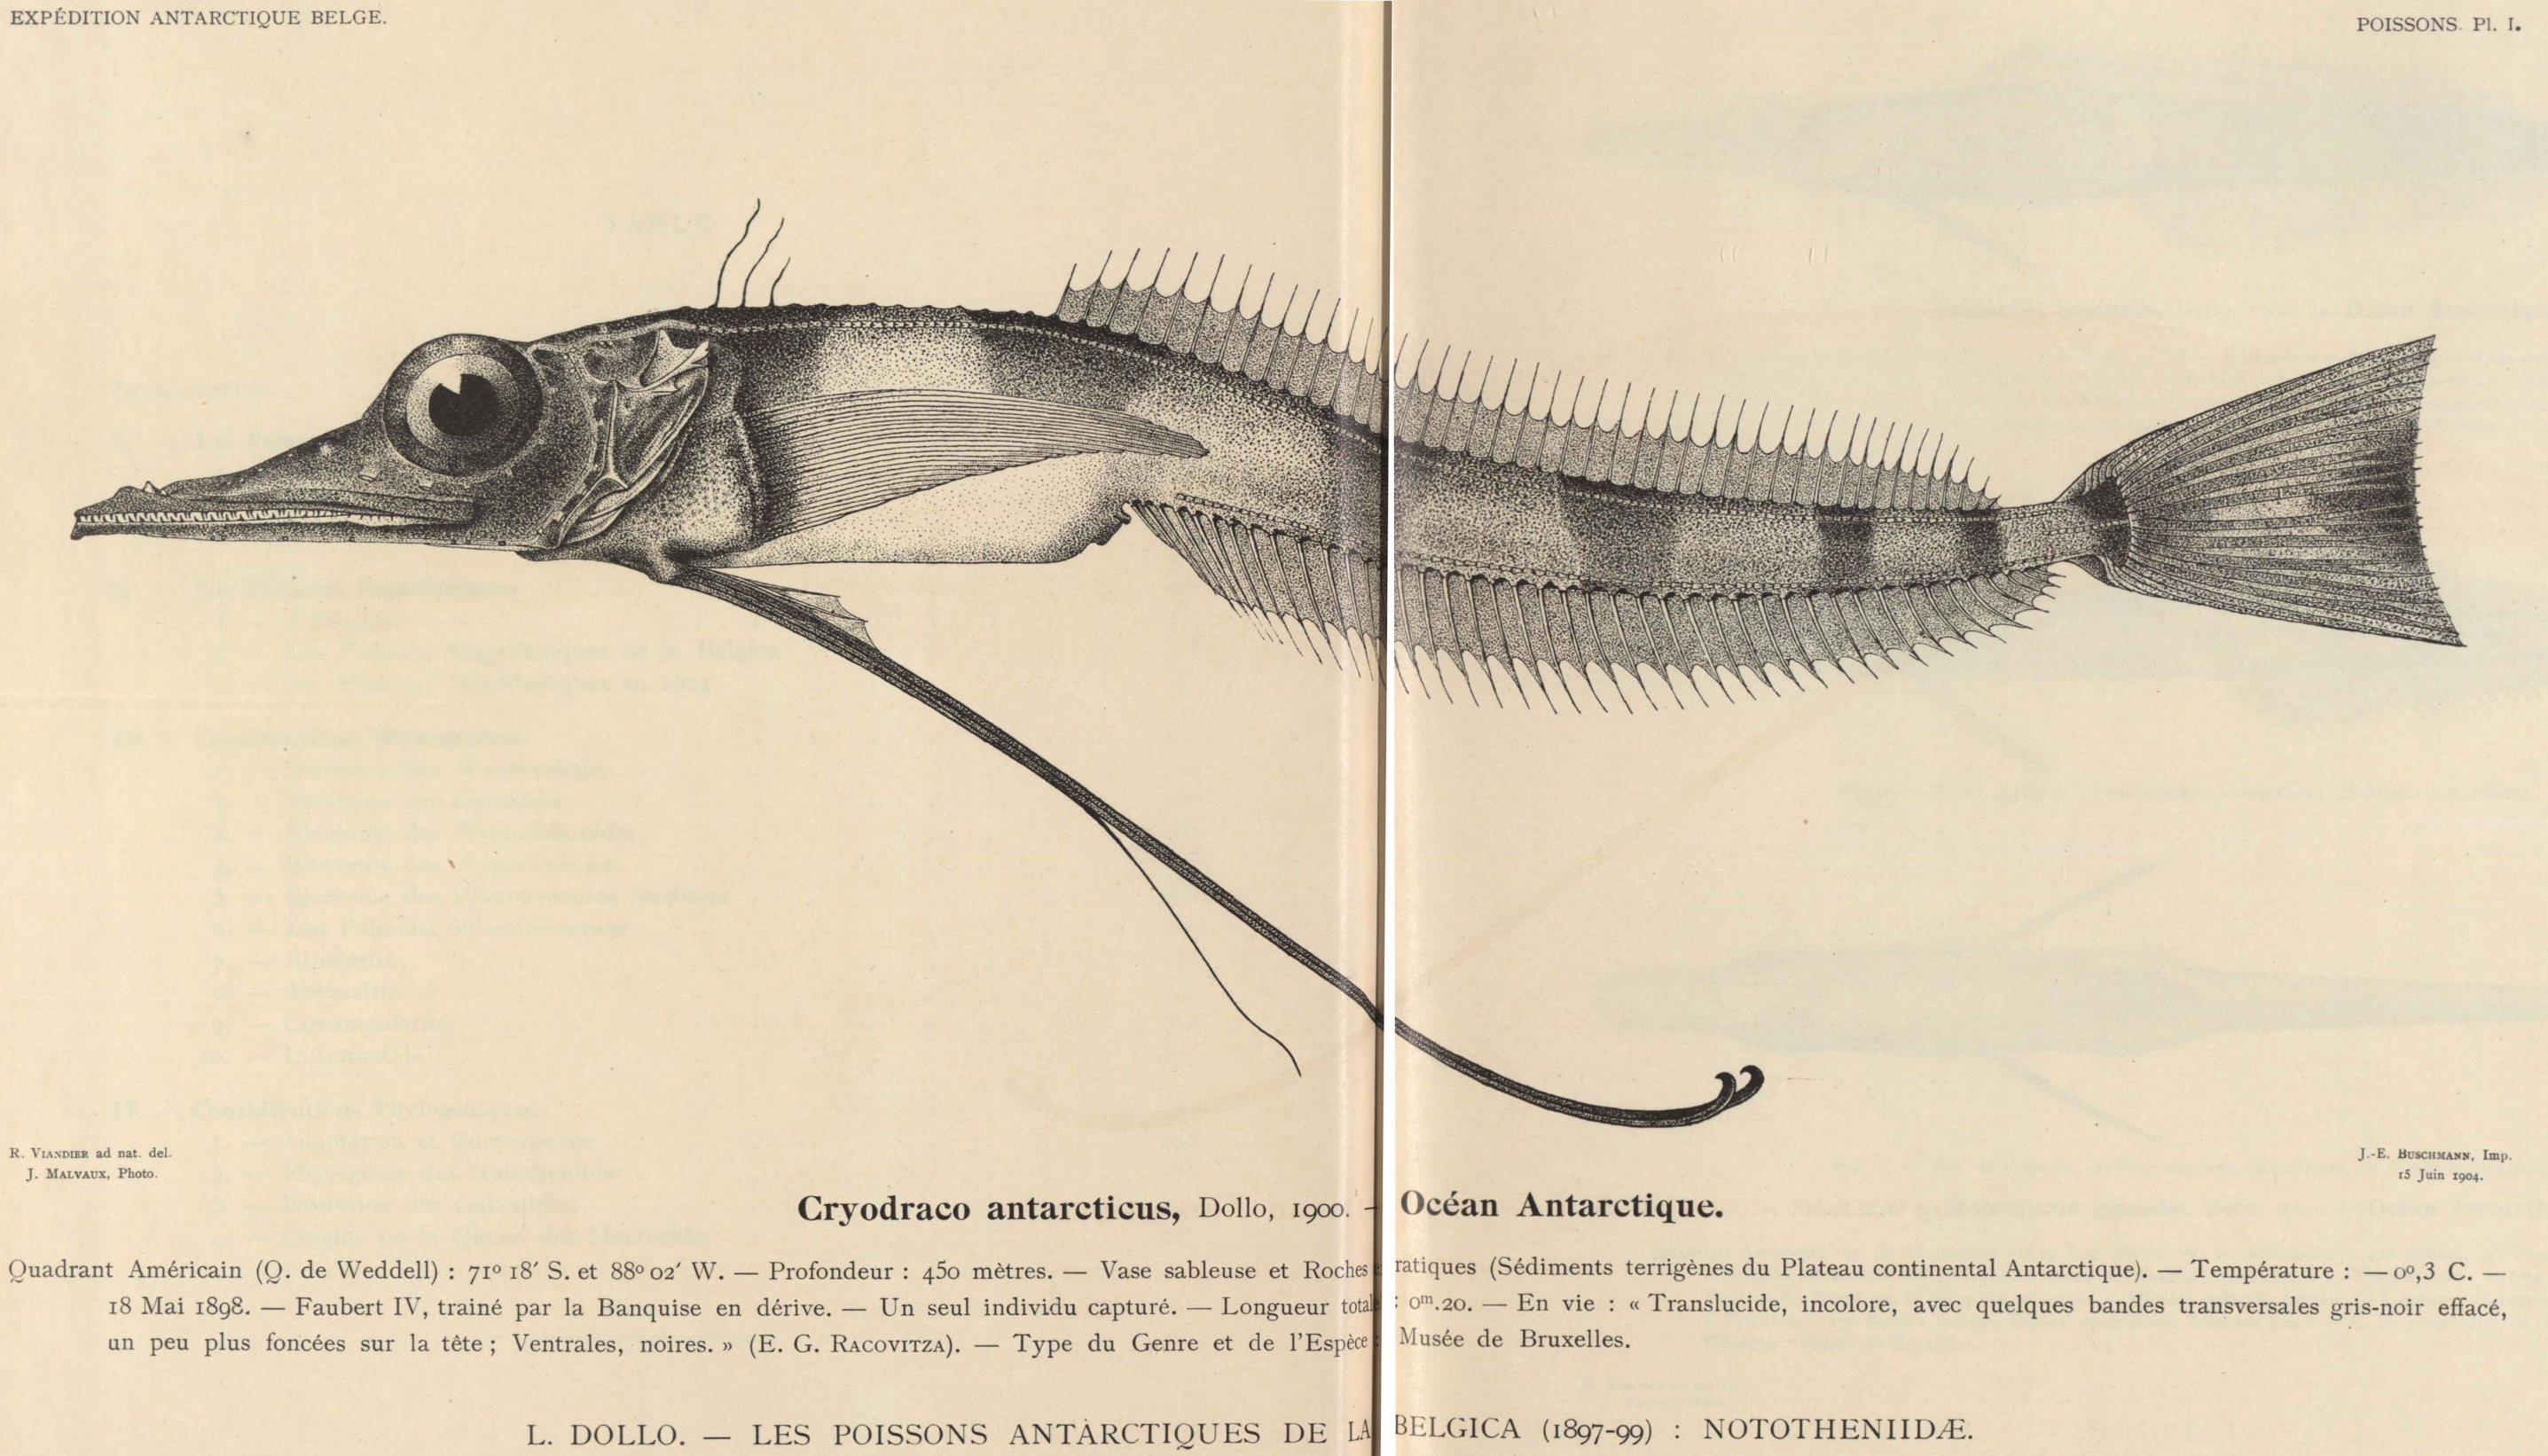 EXPÉDITION ANTARCTIQUE BELGE.
POISSONS. Pl. I.
R. VIANDIER ad nat. del.
J. MALVAUX, Photo.
J.-E. BUSCHMANN, Imp.
15 Juin 1904.
Cryodraco antarcticus, Dollo, 1900. — Océan Antarctique.
Quadrant Américain (Q. de Weddell) : 71° 18′ S. et 88° 02′ W. — Profondeur : 450 mètres. — Vase sableuse et Roches ratiques (Sédiments terrigènes du Plateau continental Antarctique). — Température : — 0°,3 C. —
18 Mai 1898. — Faubert IV, trainé par la Banquise en dérive. — Un seul individu capturé. — Longueur total : 0m.20. — En vie : « Translucide, incolore, avec quelques bandes transversales gris-noir effacé,
un peu plus foncées sur la tête ; Ventrales, noires. » (E. G. RACOVITZA). — Type du Genre et de l'Espèce : Musée de Bruxelles.
L. DOLLO. — LES POISSONS ANTARCTIQUES DE LA BELGICA (1897-99) : NOTOTHENIIDÆ.